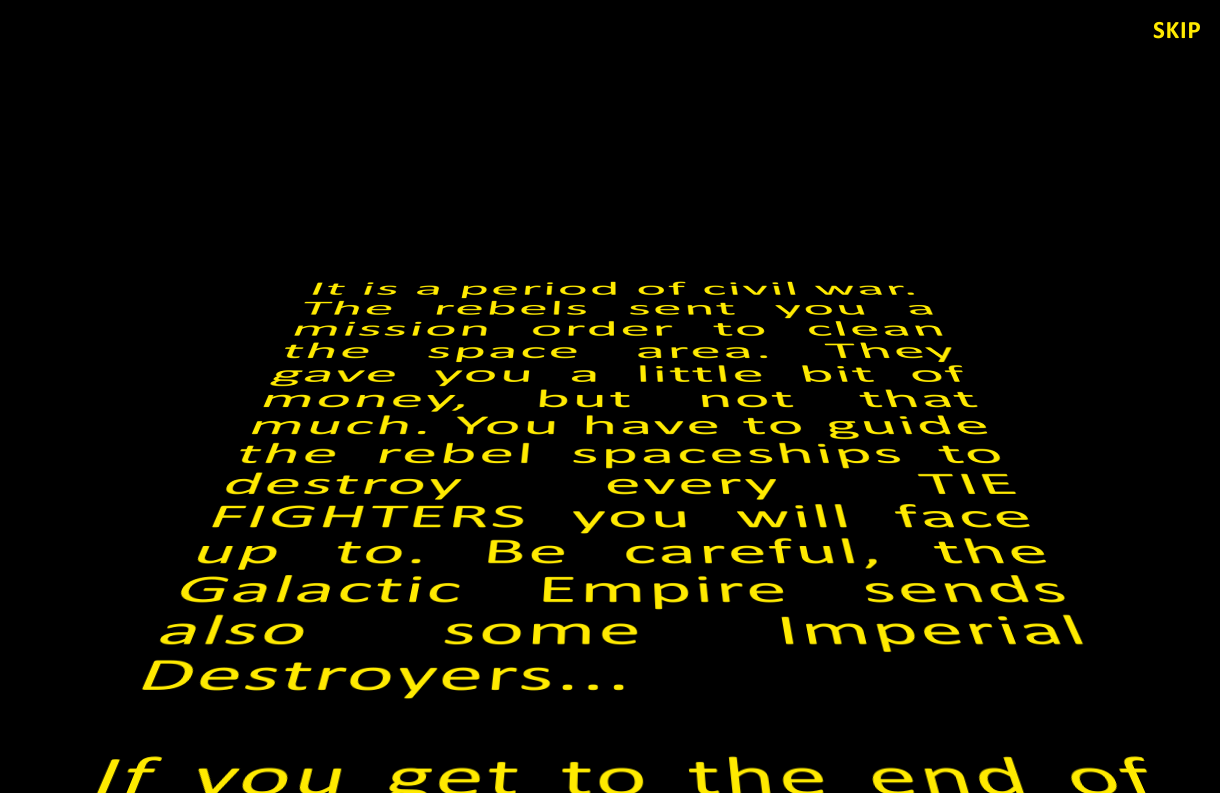 SKIP
It is a period of civil war.
The rebels sent you a
mission order to clean
the space area. They
gave you a little bit of
money, but not that
much. You have to guide
the rebel spaceships to
destroy every TIE
FIGHTERS you will face
up to. Be careful, the
Galactic Empire sends
also some Imperial
Destroyers...
If you get to the end of